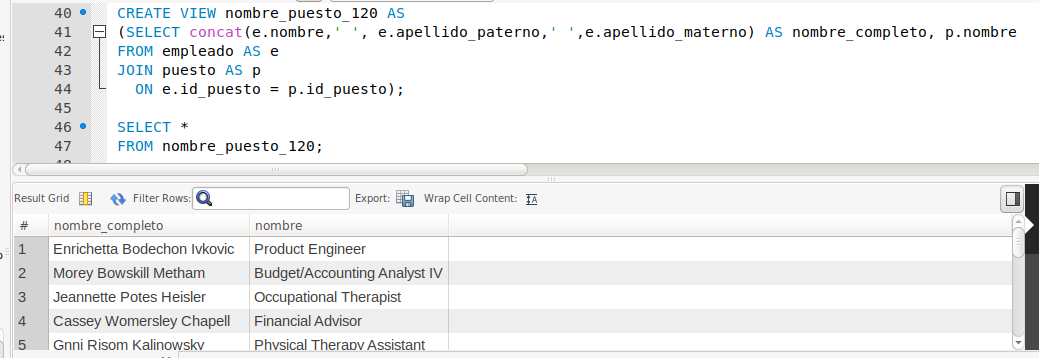 40 CREATE VIEW nombre_puesto_120 AS
41 (SELECT concat(e.nombre,' ', e.apellido_paterno,' ',e.apellido_materno) AS nombre_completo, p.nombre
42 FROM empleado AS e
43 JOIN puesto AS p
44 ON e.id_puesto = p.id_puesto);
45
46 SELECT *
47 FROM nombre_puesto_120;
Result Grid Filter Rows: Export: Wrap Cell Content:
# nombre_completo nombre
1 Enrichetta Bodechon Ivkovic Product Engineer
2 Morey Bowskill Metham Budget/Accounting Analyst IV
3 Jeannette Potes Heisler Occupational Therapist
4 Cassey Womersley Chapell Financial Advisor
5 Gnni Risom Kalinowsky Physical Therapy Assistant